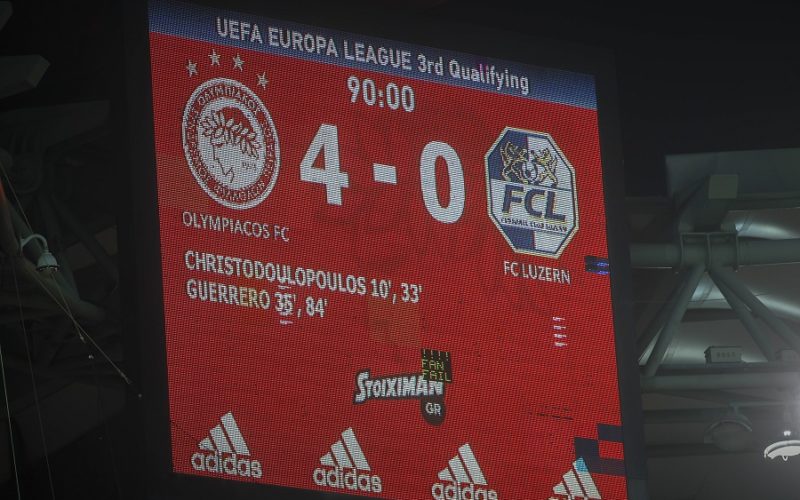 UEFA EUROPA LEAGUE 3rd Qualifying
90:00
4 - 0
FCL
OLYMPIACOS FC
FC LUZERN
CHRISTODOULOPOULOS 10', 33'
GUERRERO 35', 84'
!!!!
FAN
FAIL
STOIXIMAN
GR
adidas
adidas
adidas
adidas